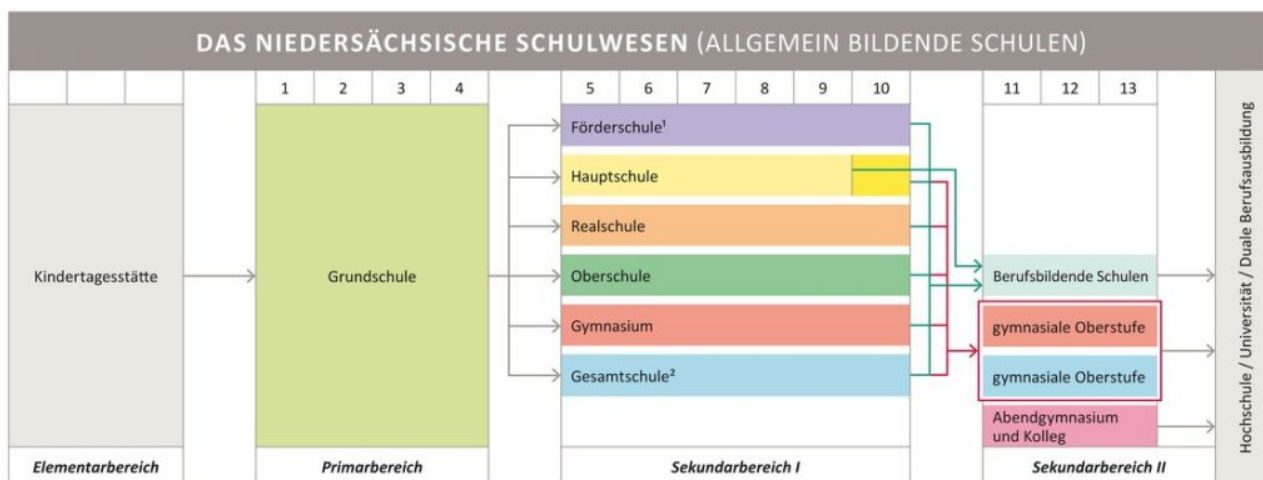 DAS NIEDERSÄCHSISCHE SCHULWESEN (ALLGEMEIN BILDENDE SCHULEN)
1 2 3 4
5 6 7 8 9 10
11 12 13
Kindertagesstätte
Grundschule
Förderschule¹
Hauptschule
Realschule
Oberschule
Gymnasium
Gesamtschule²
Berufsbildende Schulen
gymnasiale Oberstufe
gymnasiale Oberstufe
Abendgymnasium
und Kolleg
Hochschule / Universität / Duale Berufsausbildung
Elementarbereich
Primarbereich
Sekundarbereich I
Sekundarbereich II